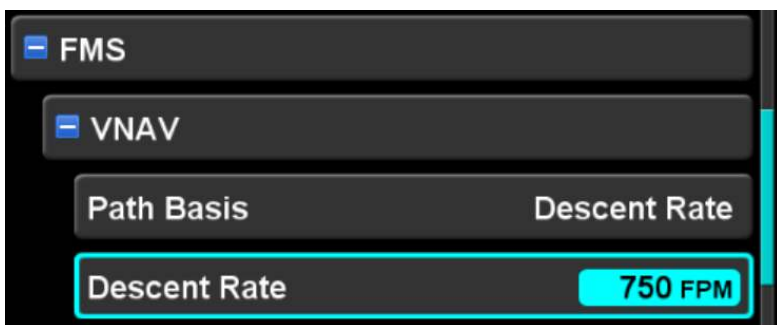 FMS
VNAV
Path Basis Descent Rate
Descent Rate 750 FPM